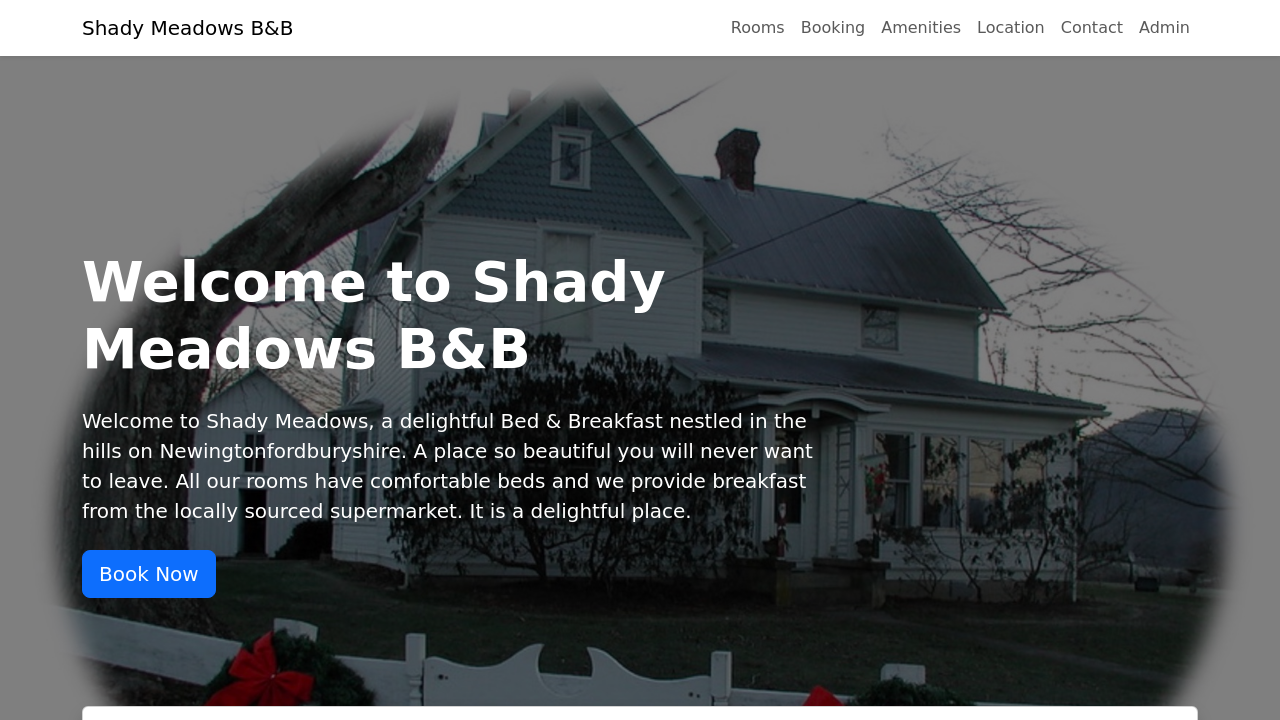 Shady Meadows B&B
Rooms Booking Amenities Location Contact Admin
Welcome to Shady
Meadows B&B
Welcome to Shady Meadows, a delightful Bed & Breakfast nestled in the
hills on Newingtonfordburyshire. A place so beautiful you will never want
to leave. All our rooms have comfortable beds and we provide breakfast
from the locally sourced supermarket. It is a delightful place.
Book Now